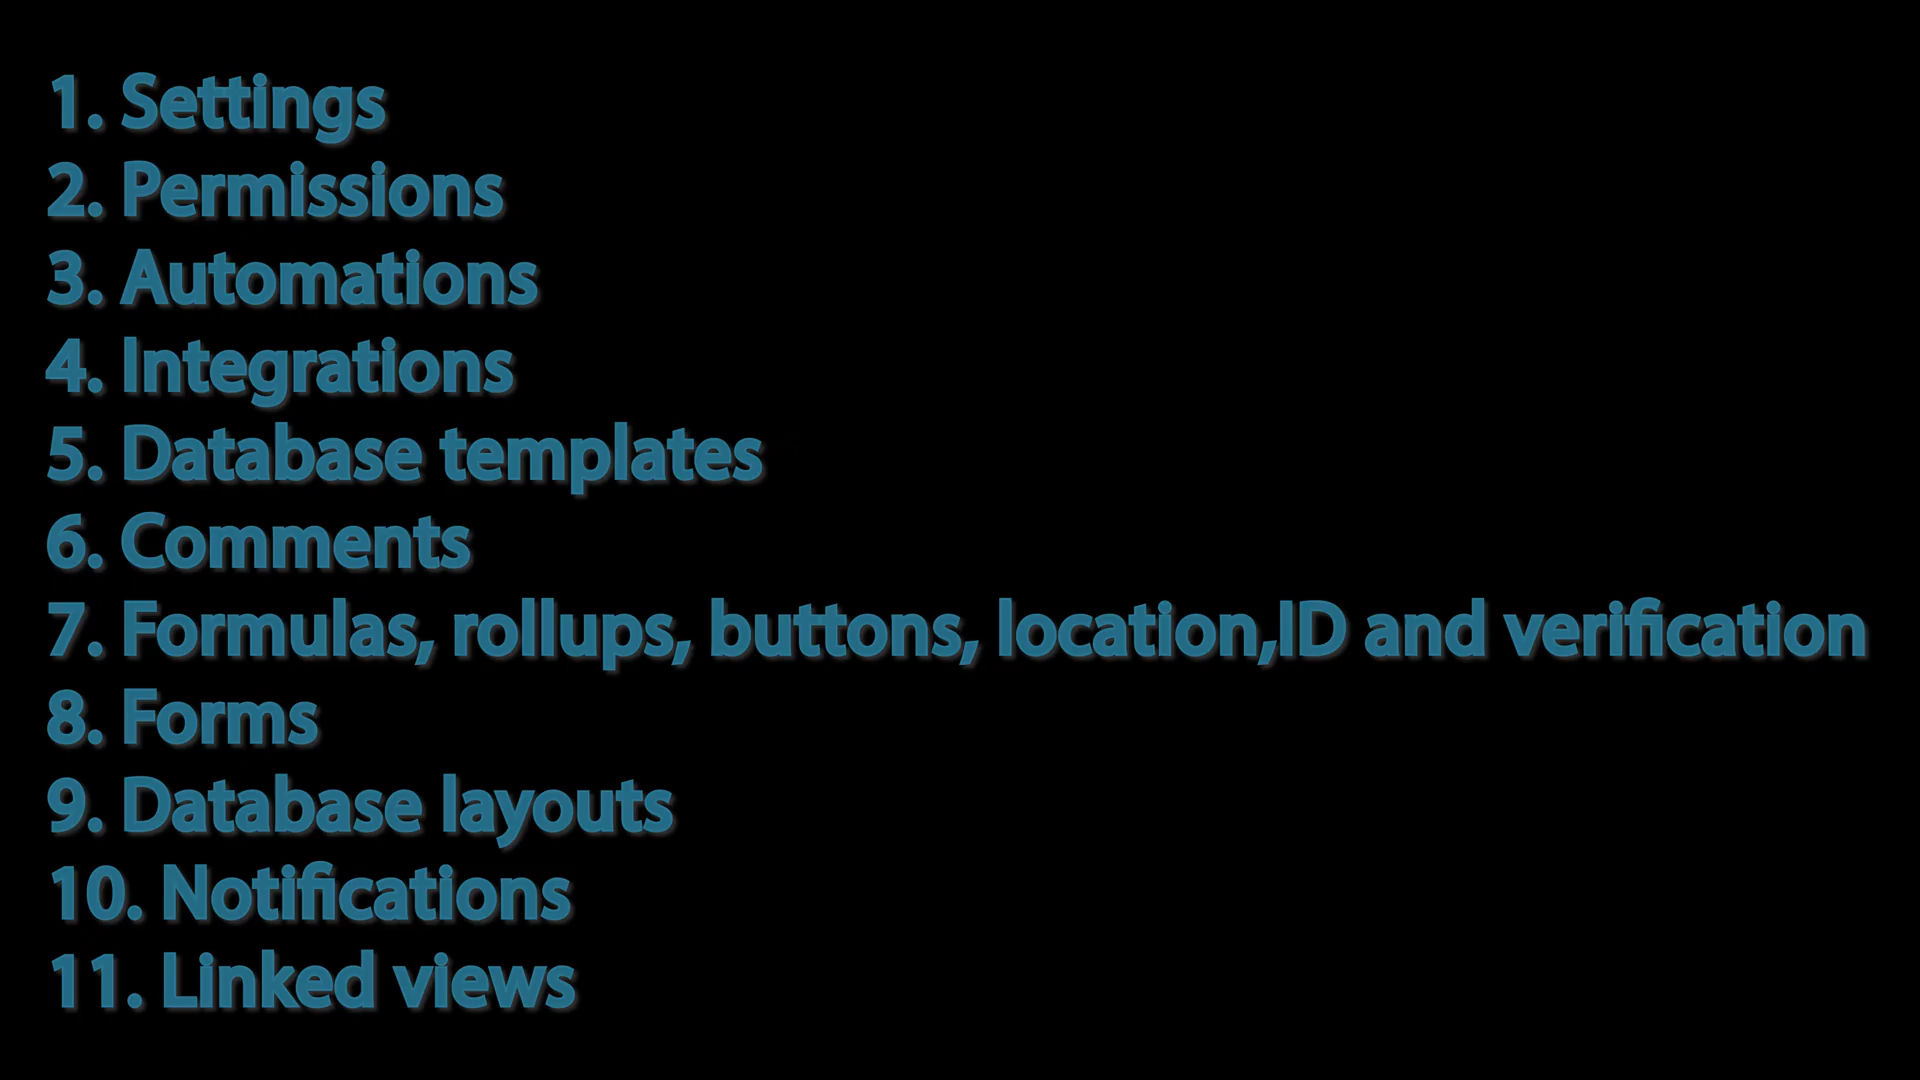 1. Settings
2. Permissions
3. Automations
4. Integrations
5. Database templates
6. Comments
7. Formulas, rollups, buttons, location,ID and verification
8. Forms
9. Database layouts
10. Notifications
11. Linked views